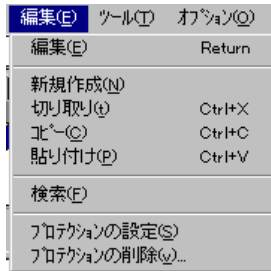 編集(E) ﾂｰﾙ(T) ｵﾌﾟｼｮﾝ(O)
編集(E) Return
新規作成(N)
切り取り(t) Ctrl+X
ｺﾋﾟｰ(C) Ctrl+C
貼り付け(P) Ctrl+V
検索(F)
ﾌﾟﾛﾃｸｼｮﾝの設定(S)
ﾌﾟﾛﾃｸｼｮﾝの削除(v)...